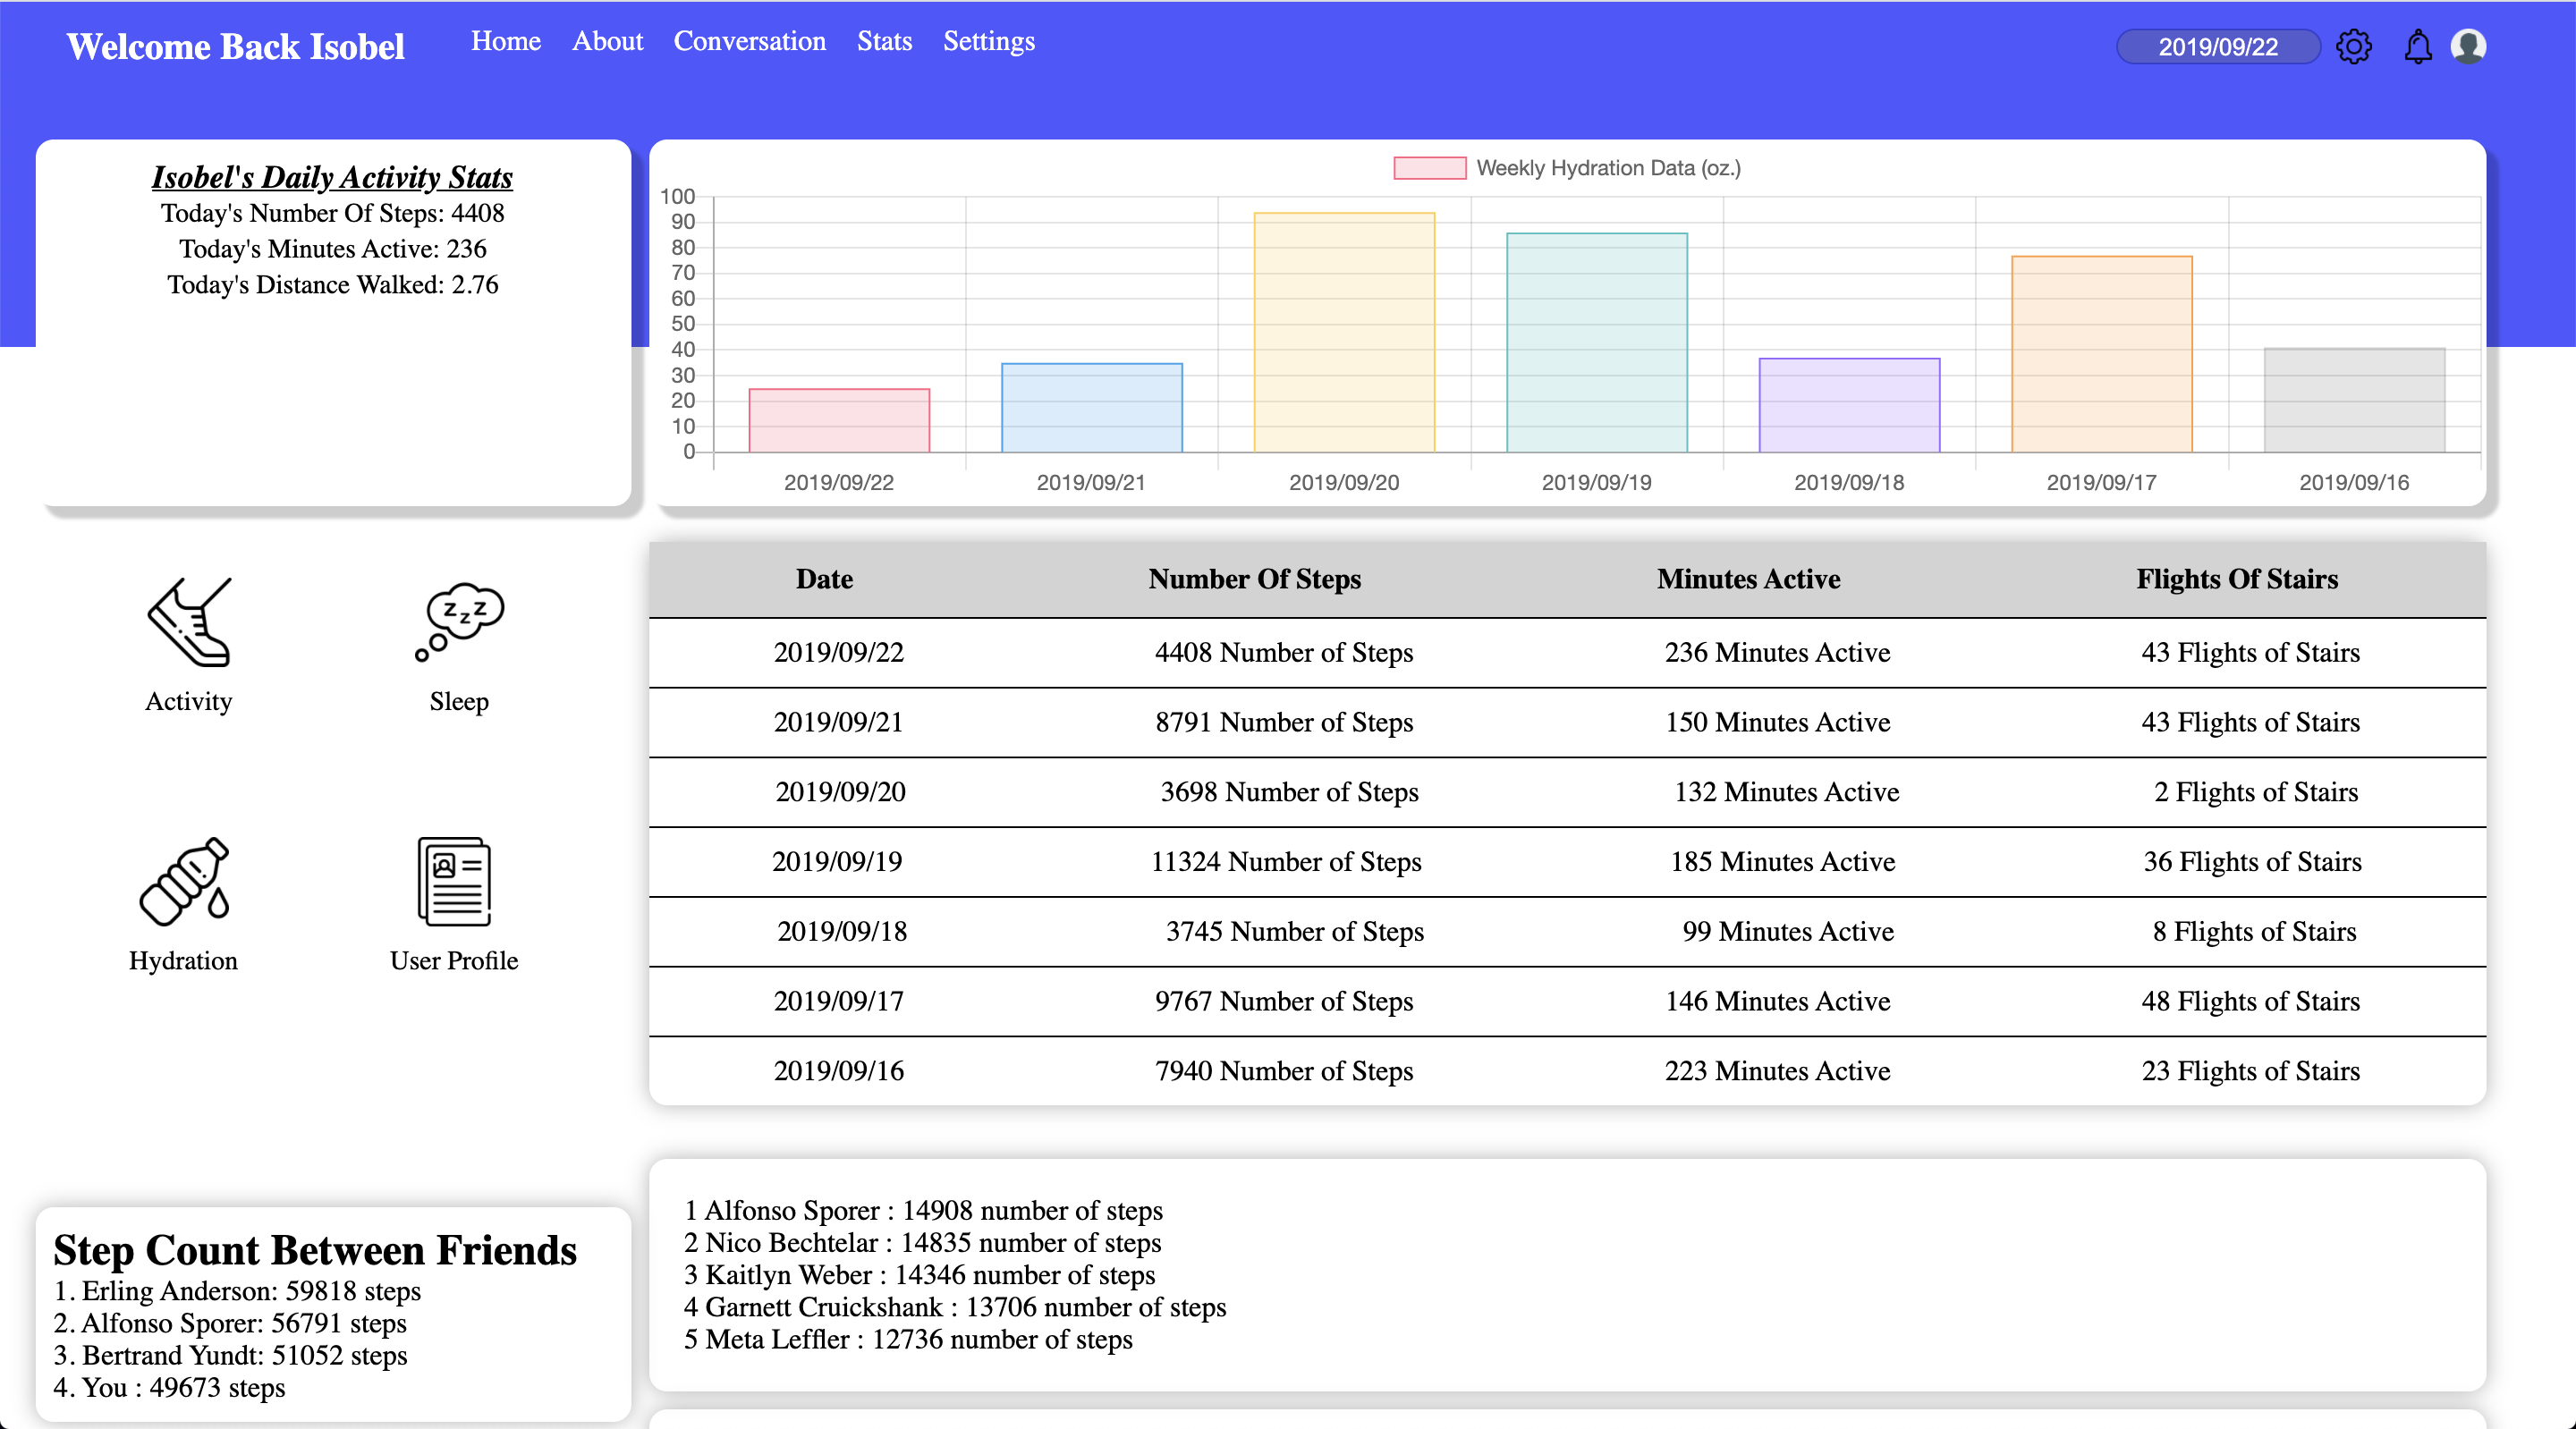 Welcome Back Isobel
Home About Conversation Stats Settings
2019/09/22
Isobel's Daily Activity Stats
Today's Number Of Steps: 4408
Today's Minutes Active: 236
Today's Distance Walked: 2.76
Weekly Hydration Data (oz.)
100
90
80
70
60
50
40
30
20
10
0
2019/09/22 2019/09/21 2019/09/20 2019/09/19 2019/09/18 2019/09/17 2019/09/16
z z z
Activity Sleep
Hydration User Profile
Date Number Of Steps Minutes Active Flights Of Stairs
2019/09/22 4408 Number of Steps 236 Minutes Active 43 Flights of Stairs
2019/09/21 8791 Number of Steps 150 Minutes Active 43 Flights of Stairs
2019/09/20 3698 Number of Steps 132 Minutes Active 2 Flights of Stairs
2019/09/19 11324 Number of Steps 185 Minutes Active 36 Flights of Stairs
2019/09/18 3745 Number of Steps 99 Minutes Active 8 Flights of Stairs
2019/09/17 9767 Number of Steps 146 Minutes Active 48 Flights of Stairs
2019/09/16 7940 Number of Steps 223 Minutes Active 23 Flights of Stairs
Step Count Between Friends
1. Erling Anderson: 59818 steps
2. Alfonso Sporer: 56791 steps
3. Bertrand Yundt: 51052 steps
4. You : 49673 steps
1 Alfonso Sporer : 14908 number of steps
2 Nico Bechtelar : 14835 number of steps
3 Kaitlyn Weber : 14346 number of steps
4 Garnett Cruickshank : 13706 number of steps
5 Meta Leffler : 12736 number of steps